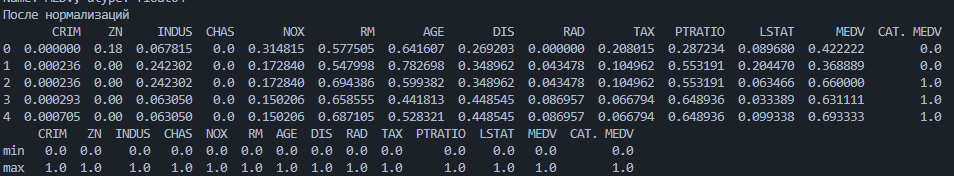 Name: MEDV, dtype: float64
После нормализаций
CRIM ZN INDUS CHAS NOX RM AGE DIS RAD TAX PTRATIO LSTAT MEDV CAT. MEDV
0 0.000000 0.18 0.067815 0.0 0.314815 0.577505 0.641607 0.269203 0.000000 0.208015 0.287234 0.089680 0.422222 0.0
1 0.000236 0.00 0.242302 0.0 0.172840 0.547998 0.782698 0.348962 0.043478 0.104962 0.553191 0.204470 0.368889 0.0
2 0.000236 0.00 0.242302 0.0 0.172840 0.694386 0.599382 0.348962 0.043478 0.104962 0.553191 0.063466 0.660000 1.0
3 0.000293 0.00 0.063050 0.0 0.150206 0.658555 0.441813 0.448545 0.086957 0.066794 0.648936 0.033389 0.631111 1.0
4 0.000705 0.00 0.063050 0.0 0.150206 0.687105 0.528321 0.448545 0.086957 0.066794 0.648936 0.099338 0.693333 1.0
CRIM ZN INDUS CHAS NOX RM AGE DIS RAD TAX PTRATIO LSTAT MEDV CAT. MEDV
min 0.0 0.0 0.0 0.0 0.0 0.0 0.0 0.0 0.0 0.0 0.0 0.0 0.0 0.0
max 1.0 1.0 1.0 1.0 1.0 1.0 1.0 1.0 1.0 1.0 1.0 1.0 1.0 1.0